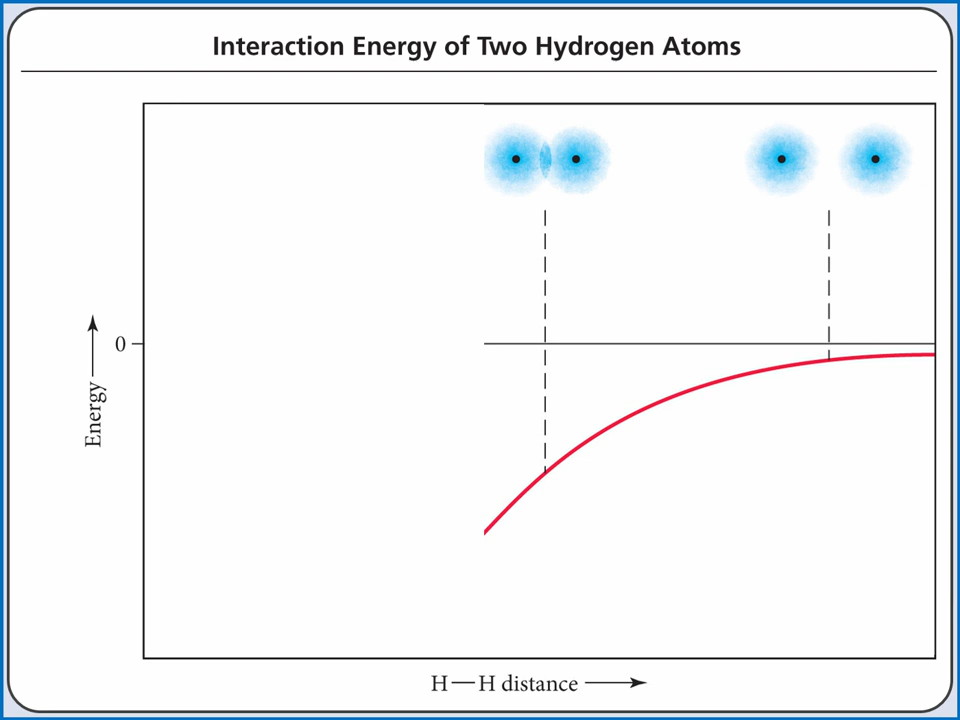 Interaction Energy of Two Hydrogen Atoms
0
Energy
H—H distance